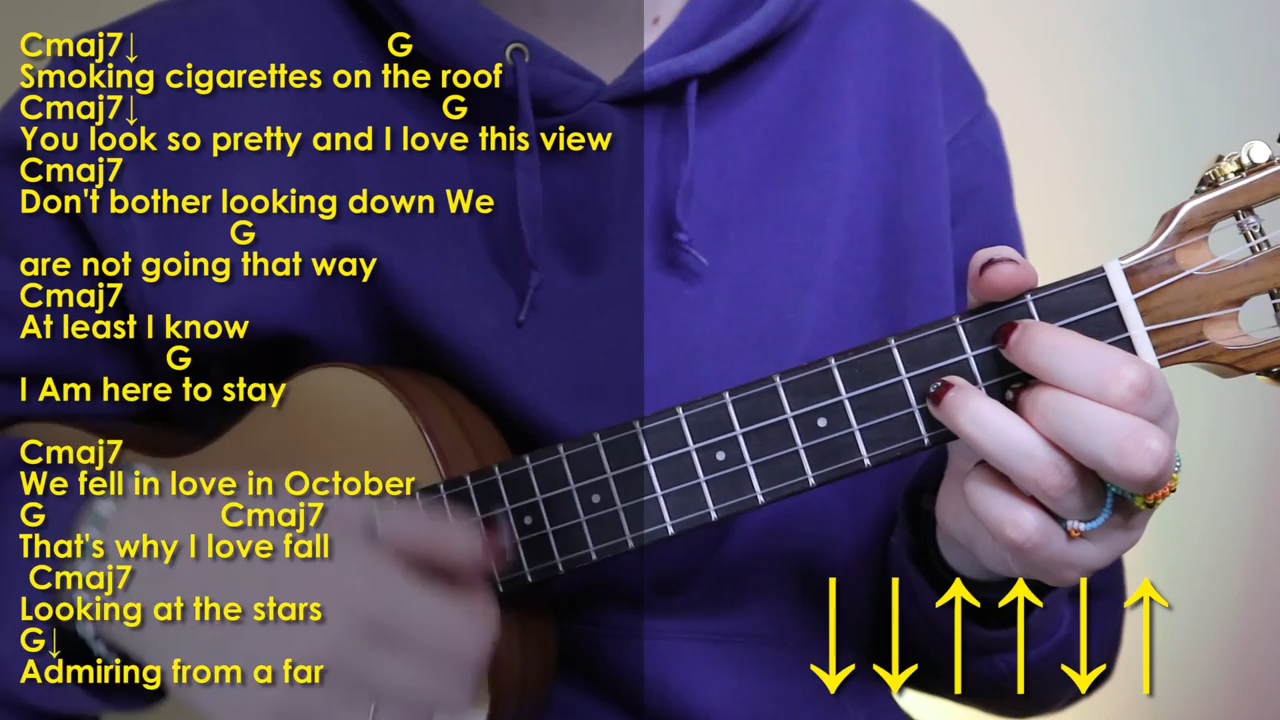 Cmaj7↓ G
Smoking cigarettes on the roof
Cmaj7↓ G
You look so pretty and I love this view
Cmaj7
Don't bother looking down We
G
are not going that way
Cmaj7
At least I know
G
I Am here to stay
Cmaj7
We fell in love in October
G Cmaj7
That's why I love fall
Cmaj7
Looking at the stars
G↓
Admiring from a far
↓↓↑↑↓↑